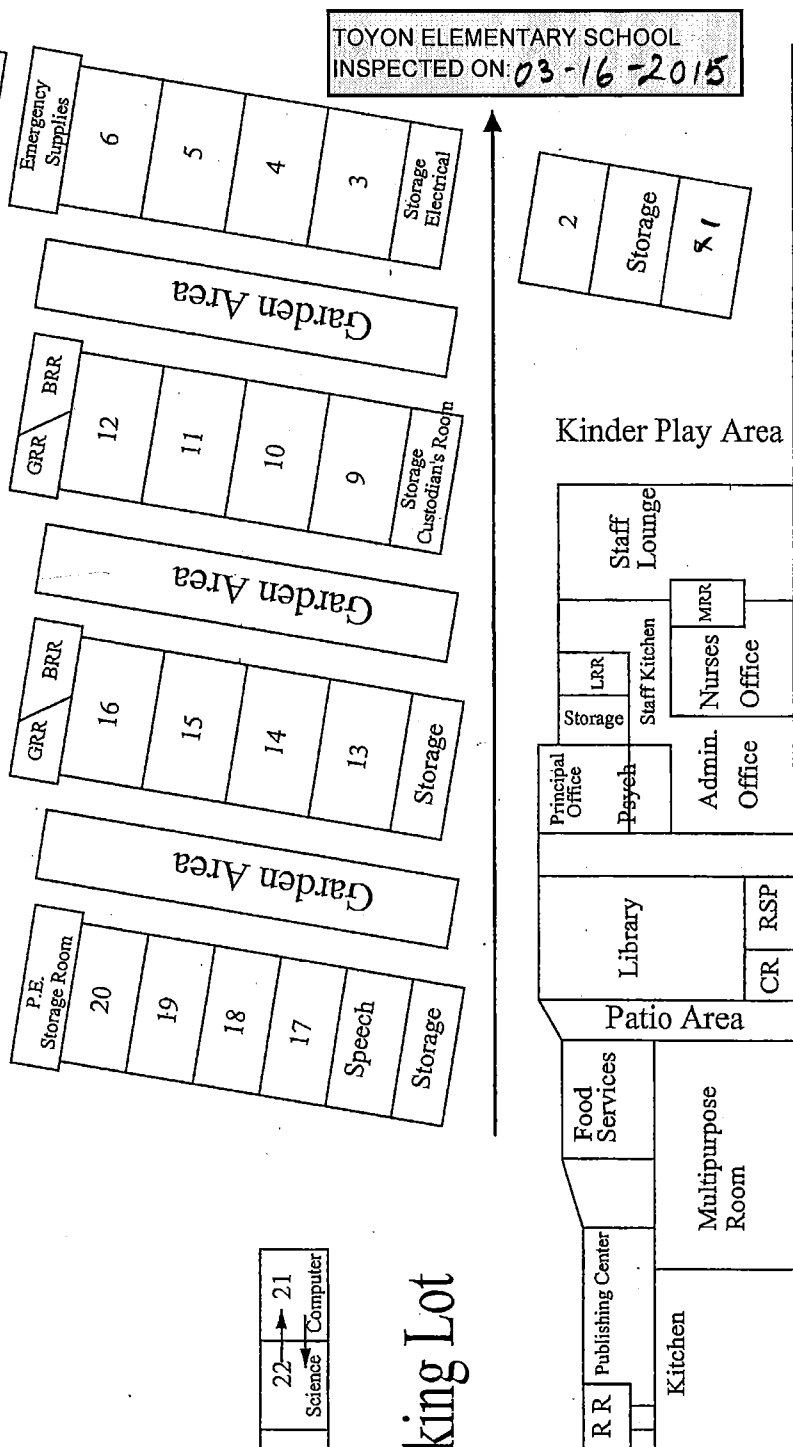 TOYON ELEMENTARY SCHOOL
INSPECTED ON: 03-16-2015
Emergency
Supplies
6
5
4
3
Storage
Electrical
Garden Area
GRR
BRR
12
11
10
9
Storage
Custodian's Room
Garden Area
GRR
BRR
16
15
14
13
Storage
Garden Area
P.E.
Storage Room
20
19
18
17
Speech
Storage
2
Storage
Kinder Play Area
Staff
Lounge
MRR
LRR
Staff Kitchen
Storage
Nurses
Office
Principal
Office
Psych
Admin.
Office
Library
CR
RSP
Patio Area
Food
Services
Multipurpose
Room
22
21
Science
Computer
king Lot
Publishing Center
R R
Kitchen